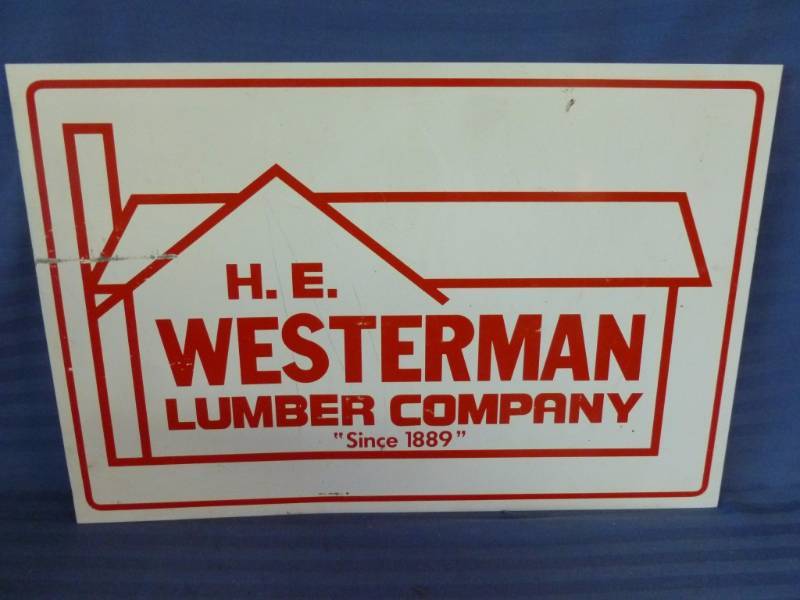 H. E.
WESTERMAN
LUMBER COMPANY
"Since 1889"